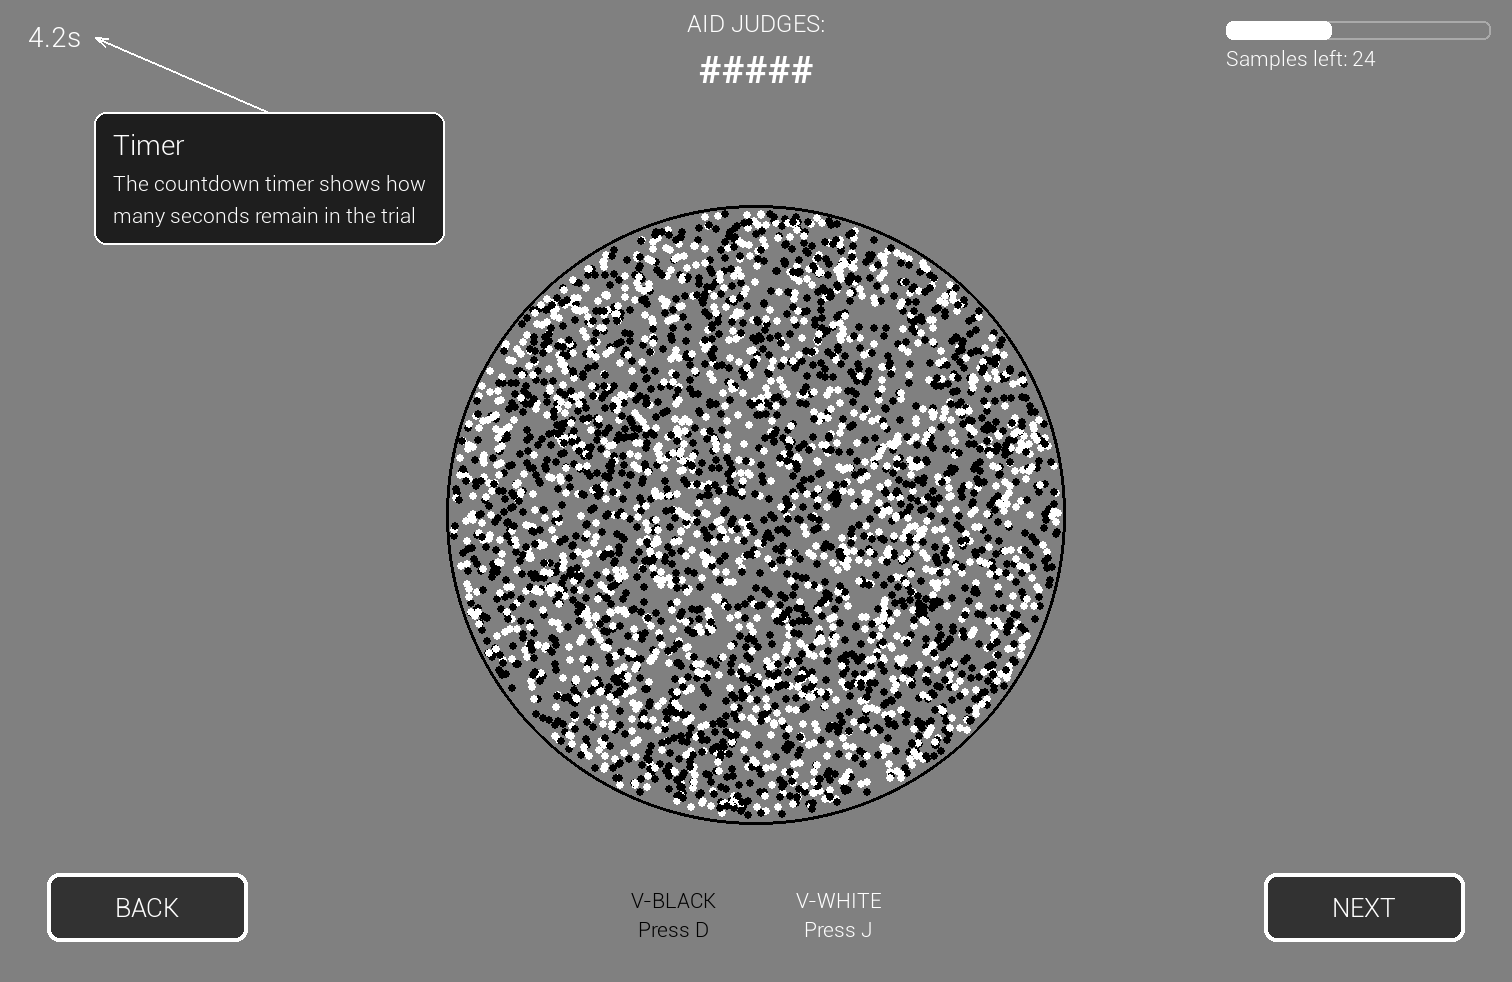 4.2s
AID JUDGES:
#####
Samples left: 24
Timer
The countdown timer shows how
many seconds remain in the trial
V-BLACK
Press D
V-WHITE
Press J
BACK
NEXT